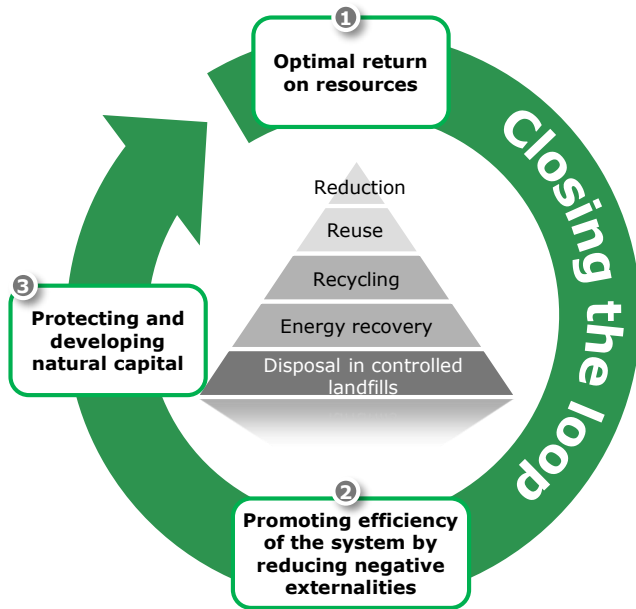 1
Optimal return
on resources
Closing the loop
Reduction
Reuse
Recycling
Energy recovery
Disposal in controlled
landfills
3
Protecting and
developing
natural capital
2
Promoting efficiency
of the system by
reducing negative
externalities